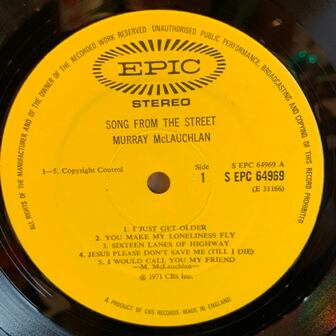 ALL RIGHTS OF THE MANUFACTURER AND OF THE OWNER OF THE RECORDED WORK RESERVED UNAUTHORISED PUBLIC PERFORMANCE, BROADCASTING AND COPYING OF THIS RECORD PROHIBITED
EPIC
STEREO
SONG FROM THE STREET
MURRAY McLAUCHLAN
1—5. Copyright Control
Side
1
S EPC 64969 A
S EPC 64969
(E 31166)
1. I JUST GET OLDER
2. YOU MAKE MY LONELINESS FLY
3. SIXTEEN LANES OF HIGHWAY
4. JESUS PLEASE DON'T SAVE ME (TILL I DIE)
5. I WOULD CALL YOU MY FRIEND
—M. McLauchlan—
℗ 1971 CBS Inc.
A PRODUCT OF CBS RECORDS. MADE IN ENGLAND